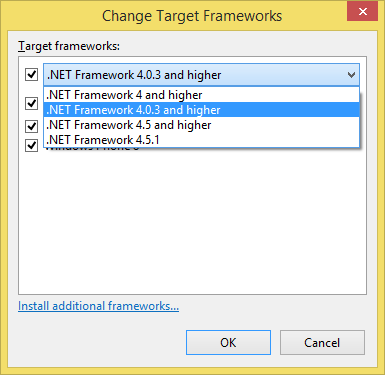 Change Target Frameworks
Target frameworks:
.NET Framework 4.0.3 and higher
.NET Framework 4 and higher
.NET Framework 4.0.3 and higher
.NET Framework 4.5 and higher
.NET Framework 4.5.1
Install additional frameworks...
OK
Cancel